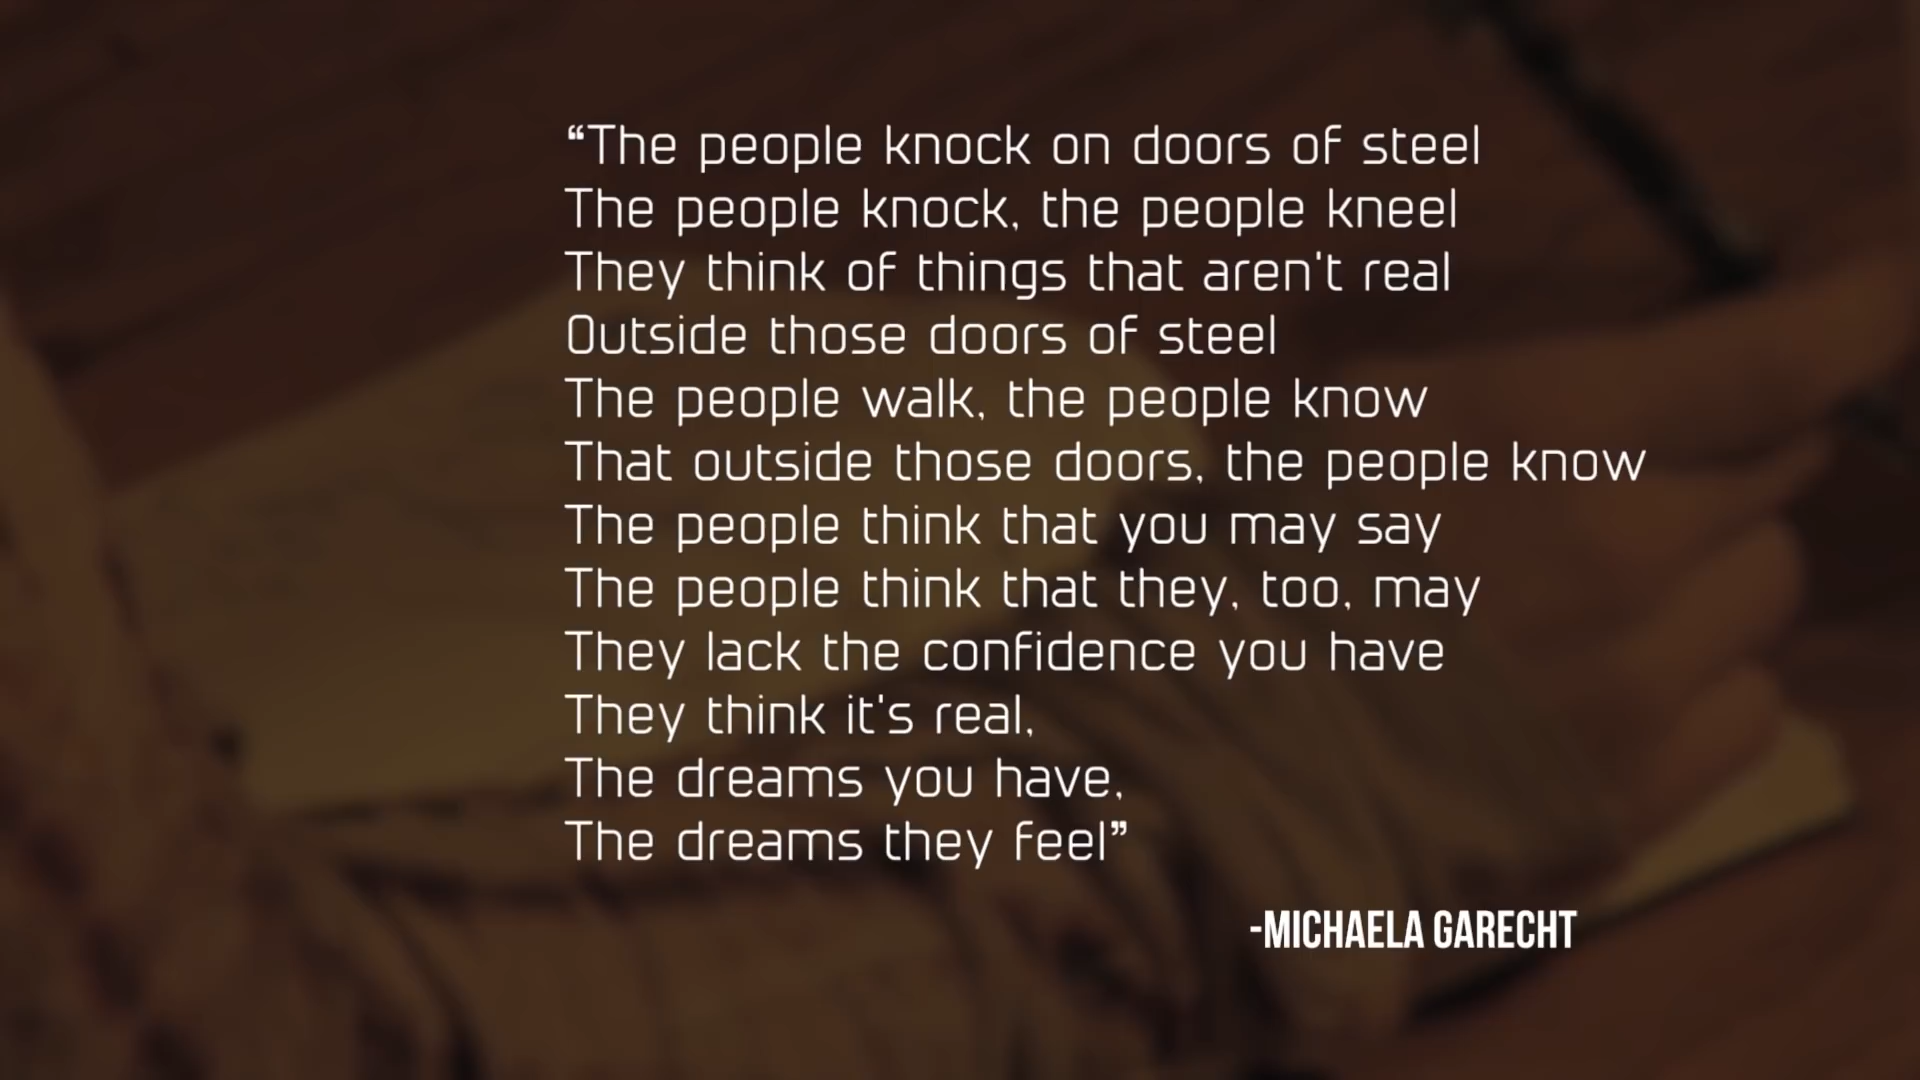 “The people knock on doors of steel
The people knock, the people kneel
They think of things that aren't real
Outside those doors of steel
The people walk, the people know
That outside those doors, the people know
The people think that you may say
The people think that they, too, may
They lack the confidence you have
They think it's real,
The dreams you have,
The dreams they feel”
-MICHAELA GARECHT